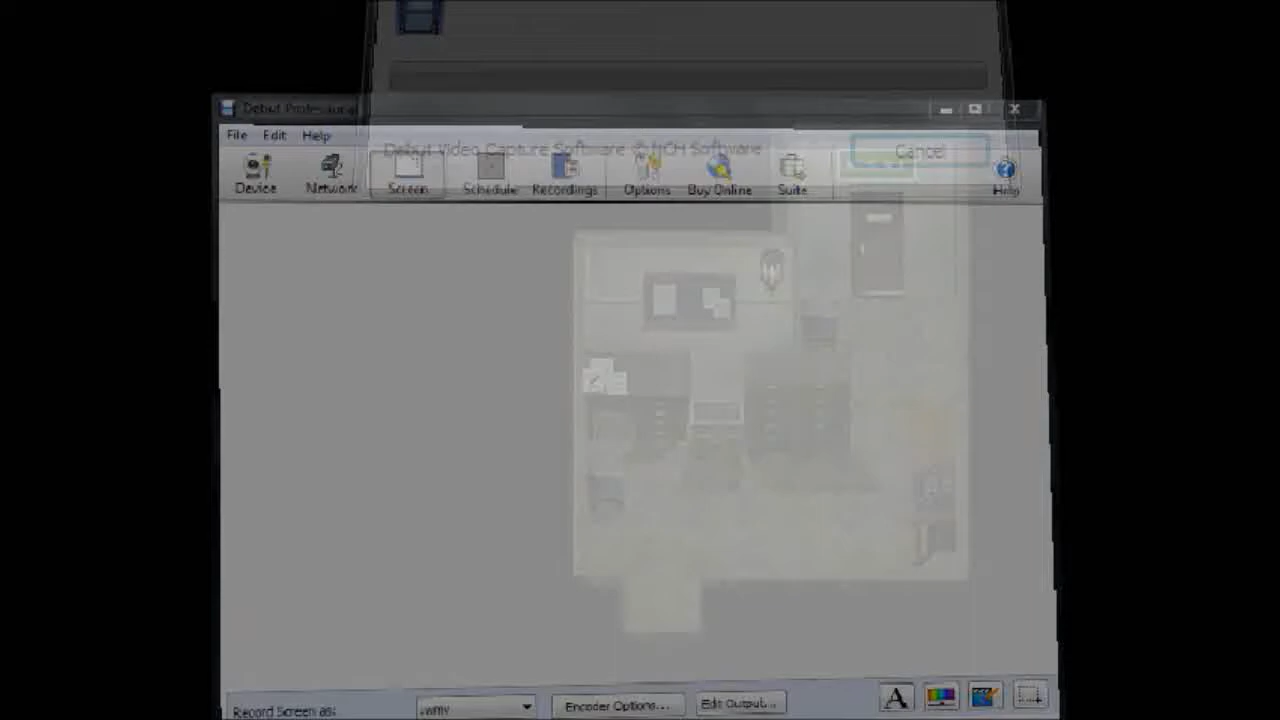 Debut Professional
File Edit Help
Debut Video Capture Software © NCH Software
Cancel
Device Network Screen Schedule Recordings Options Buy Online Suite Help
Record Screen as: .wmv Encoder Options... Edit Output... A